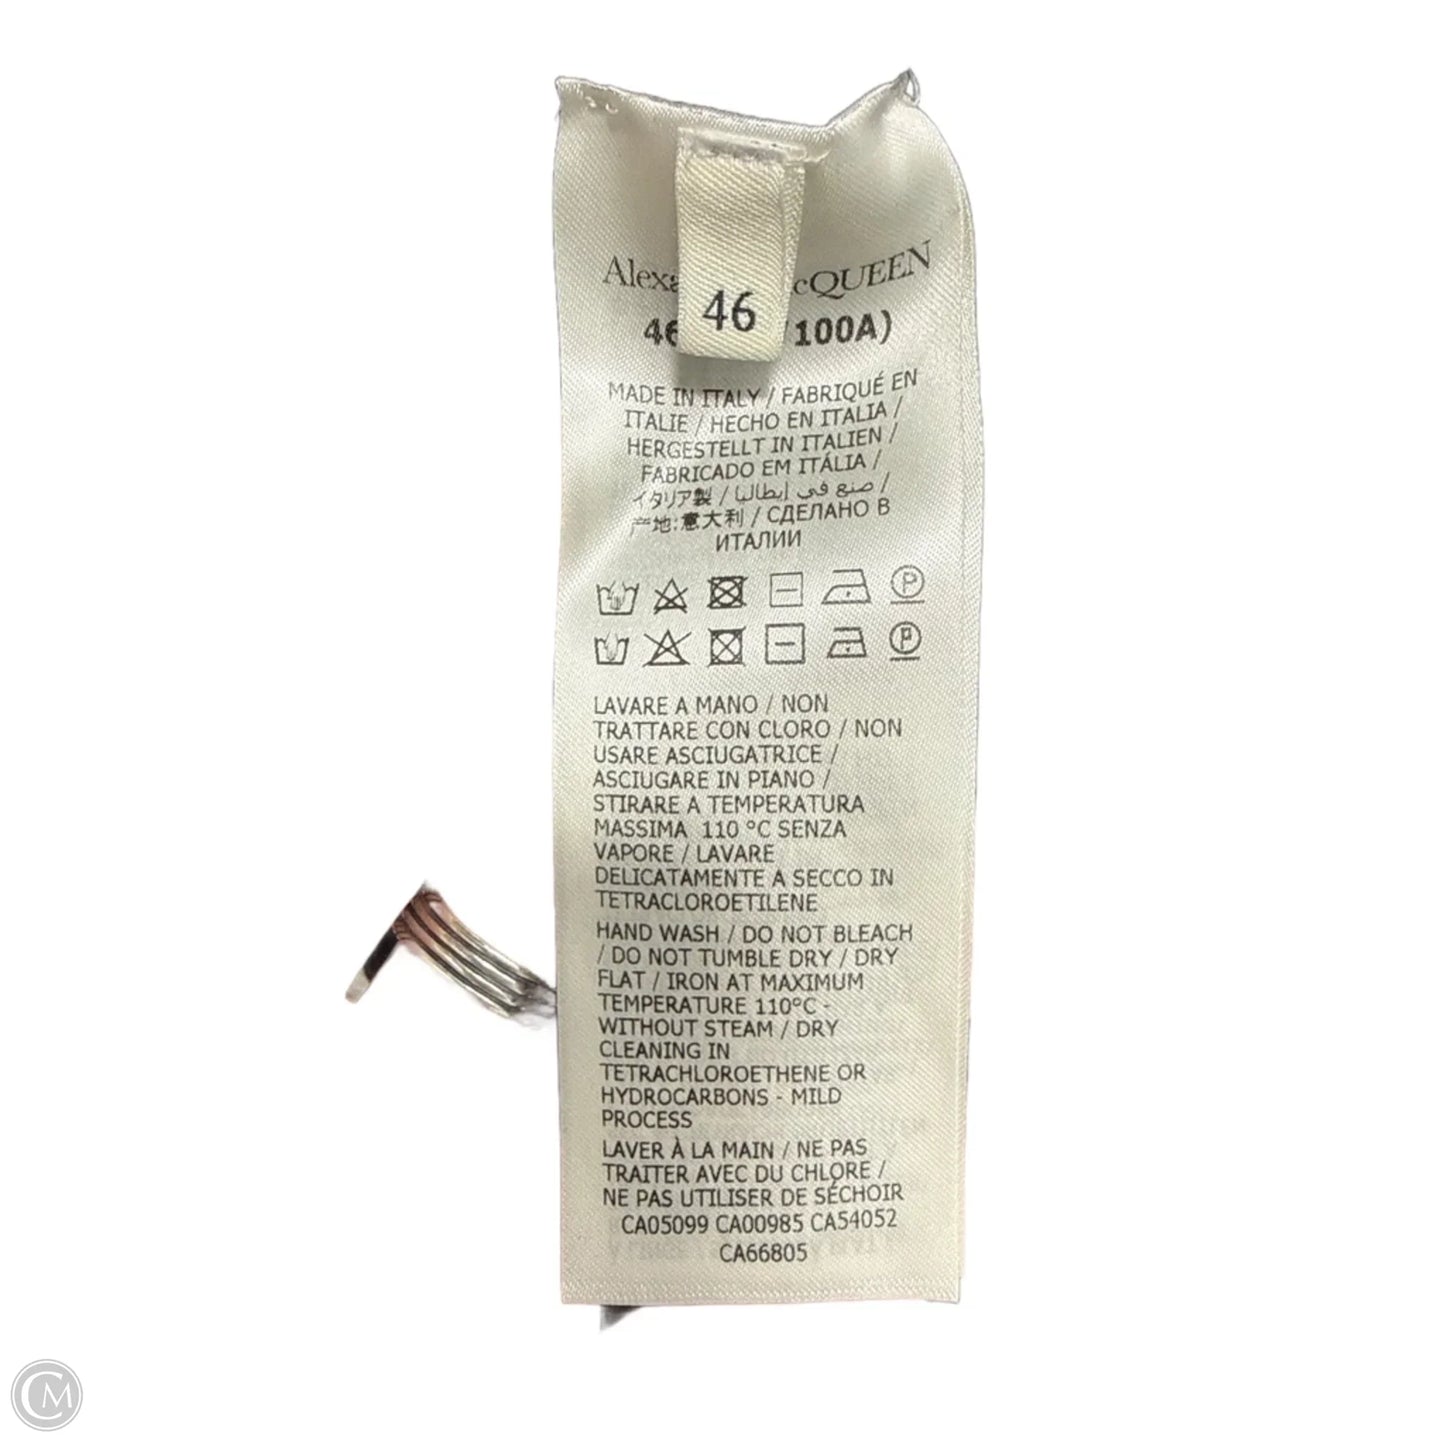 46
McQUEEN
100A)
MADE IN ITALY / FABRIQUÉ EN
ITALIE / HECHO EN ITALIA /
HERGESTELLT IN ITALIEN /
FABRICADO EM ITÁLIA /
イタリア製 / صنع في إيطاليا /
产地:意大利 / СДЕЛАНО В
ИТАЛИИ
P
P
LAVARE A MANO / NON
TRATTARE CON CLORO / NON
USARE ASCIUGATRICE /
ASCIUGARE IN PIANO /
STIRARE A TEMPERATURA
MASSIMA 110 °C SENZA
VAPORE / LAVARE
DELICATAMENTE A SECCO IN
TETRACLOROETILENE
HAND WASH / DO NOT BLEACH
/ DO NOT TUMBLE DRY / DRY
FLAT / IRON AT MAXIMUM
TEMPERATURE 110°C -
WITHOUT STEAM / DRY
CLEANING IN
TETRACHLOROETHENE OR
HYDROCARBONS - MILD
PROCESS
LAVER À LA MAIN / NE PAS
TRAITER AVEC DU CHLORE /
NE PAS UTILISER DE SÉCHOIR
CA05099 CA00985 CA54052
CA66805
CM